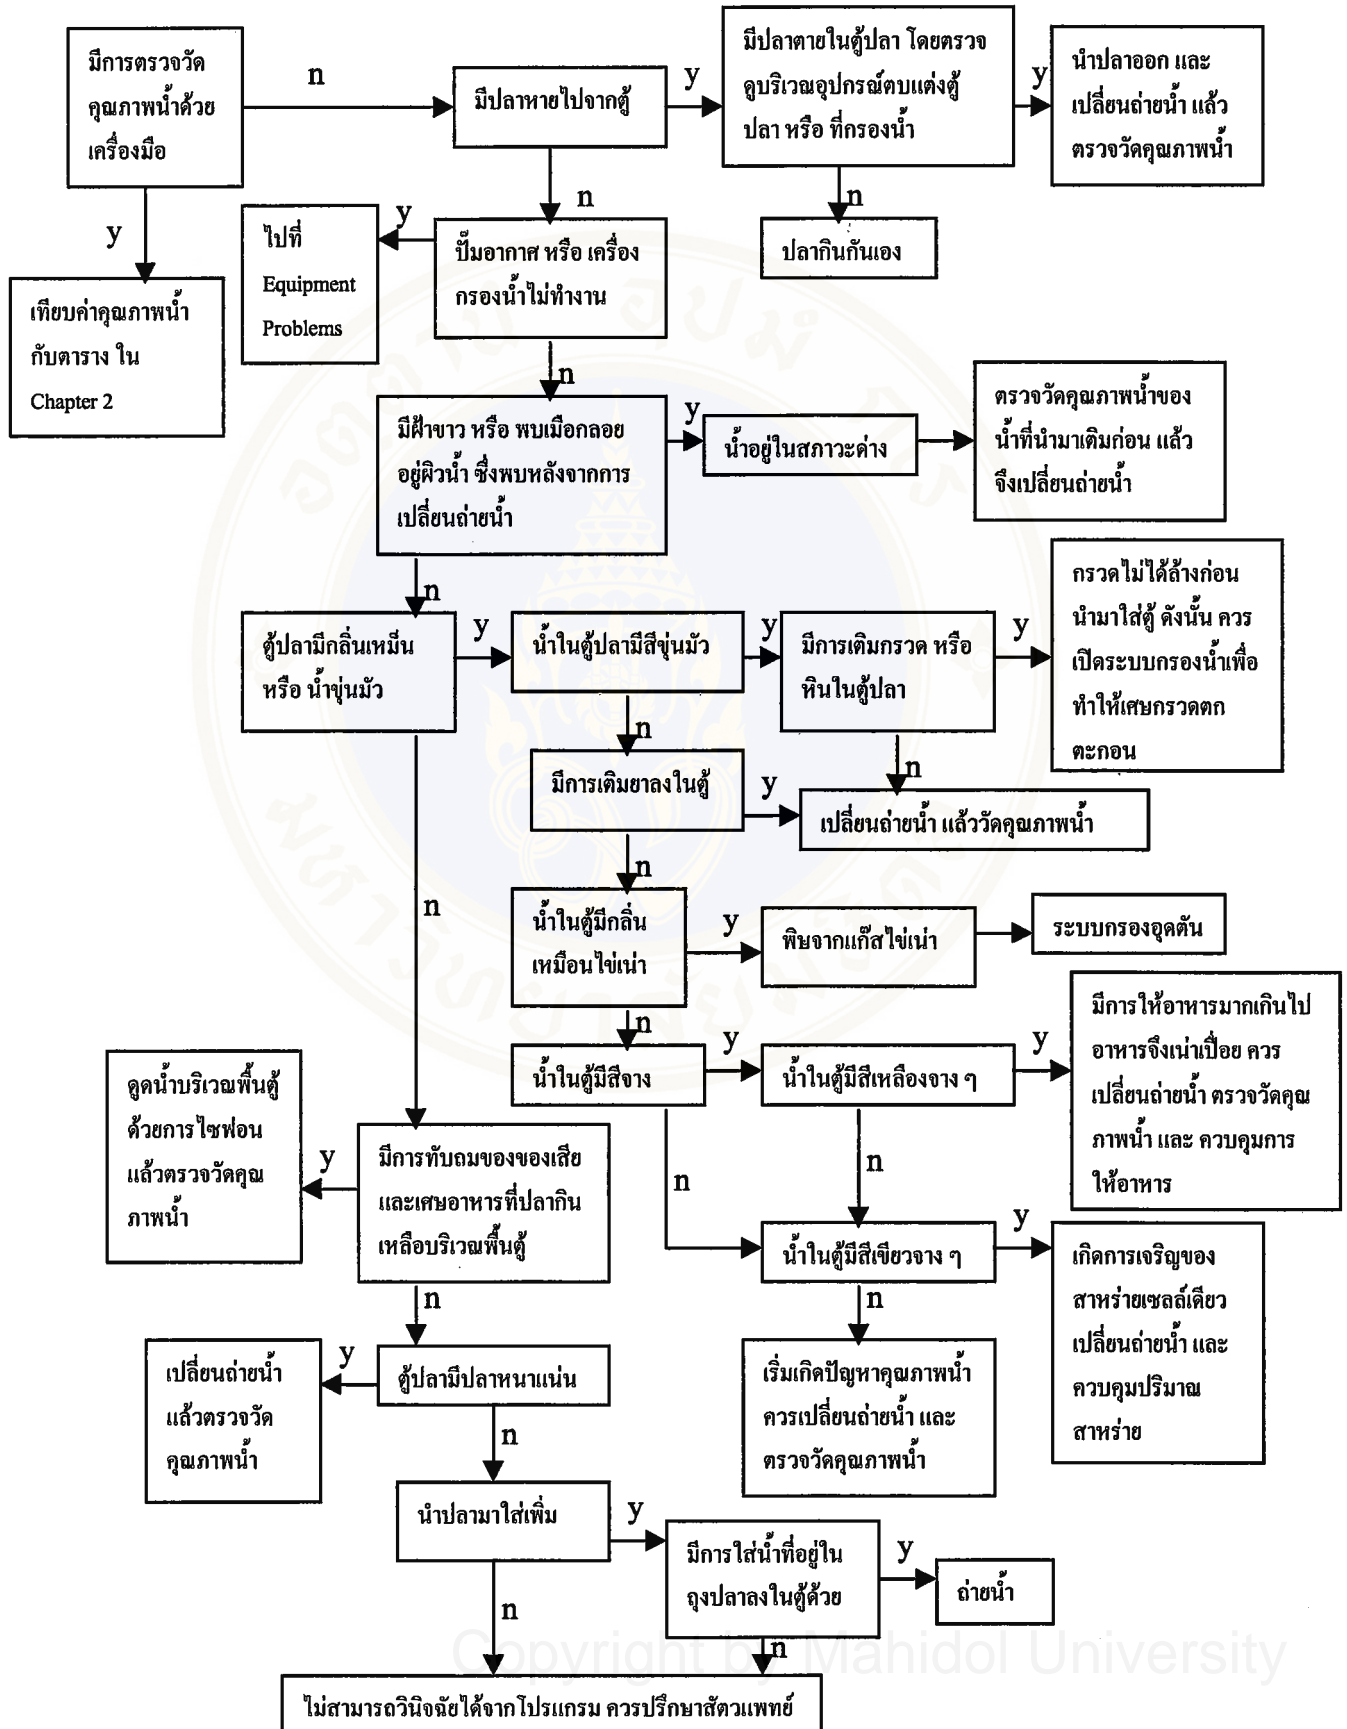 มีการตรวจวัด
คุณภาพน้ำด้วย
เครื่องมือ
n
มีปลาหายไปจากตู้
y
มีปลาตายในตู้ปลา โดยตรวจ
ดูบริเวณอุปกรณ์ตบแต่งตู้
ปลา หรือ ที่กรองน้ำ
y
นำปลาออก และ
เปลี่ยนถ่ายน้ำ แล้ว
ตรวจวัดคุณภาพน้ำ
y
เทียบค่าคุณภาพน้ำ
กับตาราง ใน
Chapter 2
n
n
ปลากินกันเอง
ปั๊มอากาศ หรือ เครื่อง
กรองน้ำไม่ทำงาน
y
ไปที่
Equipment
Problems
n
มีฝ้าขาว หรือ พบเมือกลอย
อยู่ผิวน้ำ ซึ่งพบหลังจากการ
เปลี่ยนถ่ายน้ำ
y
น้ำอยู่ในสภาวะด่าง
ตรวจวัดคุณภาพน้ำของ
น้ำที่นำมาเติมก่อน แล้ว
จึงเปลี่ยนถ่ายน้ำ
n
ตู้ปลามีกลิ่นเหม็น
หรือ น้ำขุ่นมัว
y
น้ำในตู้ปลามีสีขุ่นมัว
y
มีการเติมกรวด หรือ
หินในตู้ปลา
y
กรวดไม่ได้ล้างก่อน
นำมาใส่ตู้ ดังนั้น ควร
เปิดระบบกรองน้ำเพื่อ
ทำให้เศษกรวดตก
ตะกอน
n
มีการเติมยาลงในตู้
y
n
เปลี่ยนถ่ายน้ำ แล้ววัดคุณภาพน้ำ
n
น้ำในตู้มีกลิ่น
เหมือนไข่เน่า
y
พิษจากแก๊สไข่เน่า
ระบบกรองอุดตัน
n
น้ำในตู้มีสีจาง
y
น้ำในตู้มีสีเหลืองจาง ๆ
y
มีการให้อาหารมากเกินไป
อาหารจึงเน่าเปื่อย ควร
เปลี่ยนถ่ายน้ำ ตรวจวัดคุณ
ภาพน้ำ และ ควบคุมการ
ให้อาหาร
n
n
น้ำในตู้มีสีเขียวจาง ๆ
y
เกิดการเจริญของ
สาหร่ายเซลล์เดียว
เปลี่ยนถ่ายน้ำ และ
ควบคุมปริมาณ
สาหร่าย
n
เริ่มเกิดปัญหาคุณภาพน้ำ
ควรเปลี่ยนถ่ายน้ำ และ
ตรวจวัดคุณภาพน้ำ
n
มีการทับถมของของเสีย
และเศษอาหารที่ปลากิน
เหลือบริเวณพื้นตู้
y
ดูดน้ำบริเวณพื้นตู้
ด้วยการไซฟอน
แล้วตรวจวัดคุณ
ภาพน้ำ
n
ตู้ปลามีปลาหนาแน่น
y
เปลี่ยนถ่ายน้ำ
แล้วตรวจวัด
คุณภาพน้ำ
n
นำปลามาใส่เพิ่ม
y
มีการใส่น้ำที่อยู่ใน
ถุงปลาลงในตู้ด้วย
y
ถ่ายน้ำ
n
n
ไม่สามารถวินิจฉัยได้จากโปรแกรม ควรปรึกษาสัตวแพทย์
Copyright by Mahidol University